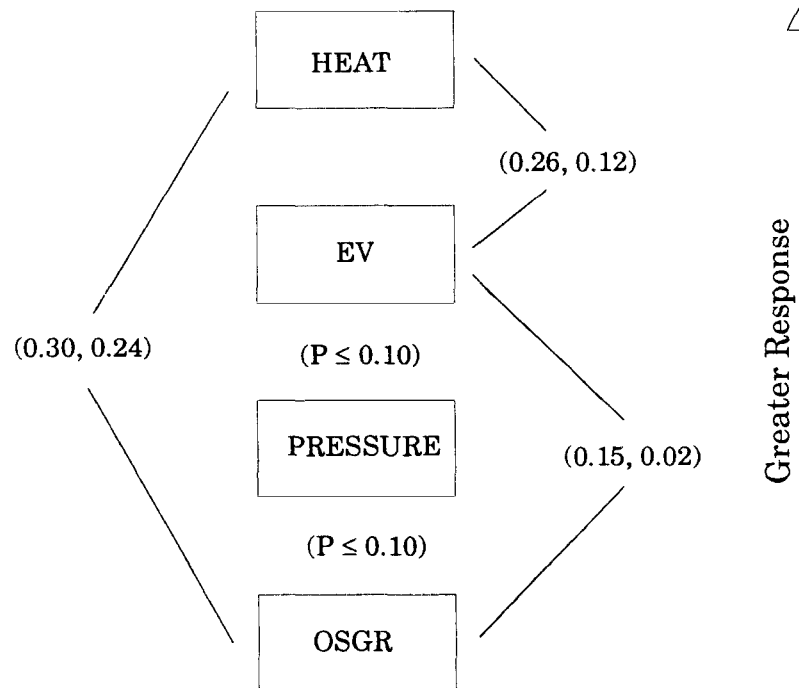 HEAT
(0.26, 0.12)
EV
(0.30, 0.24)
(P ≤ 0.10)
PRESSURE
(0.15, 0.02)
(P ≤ 0.10)
OSGR
Greater Response